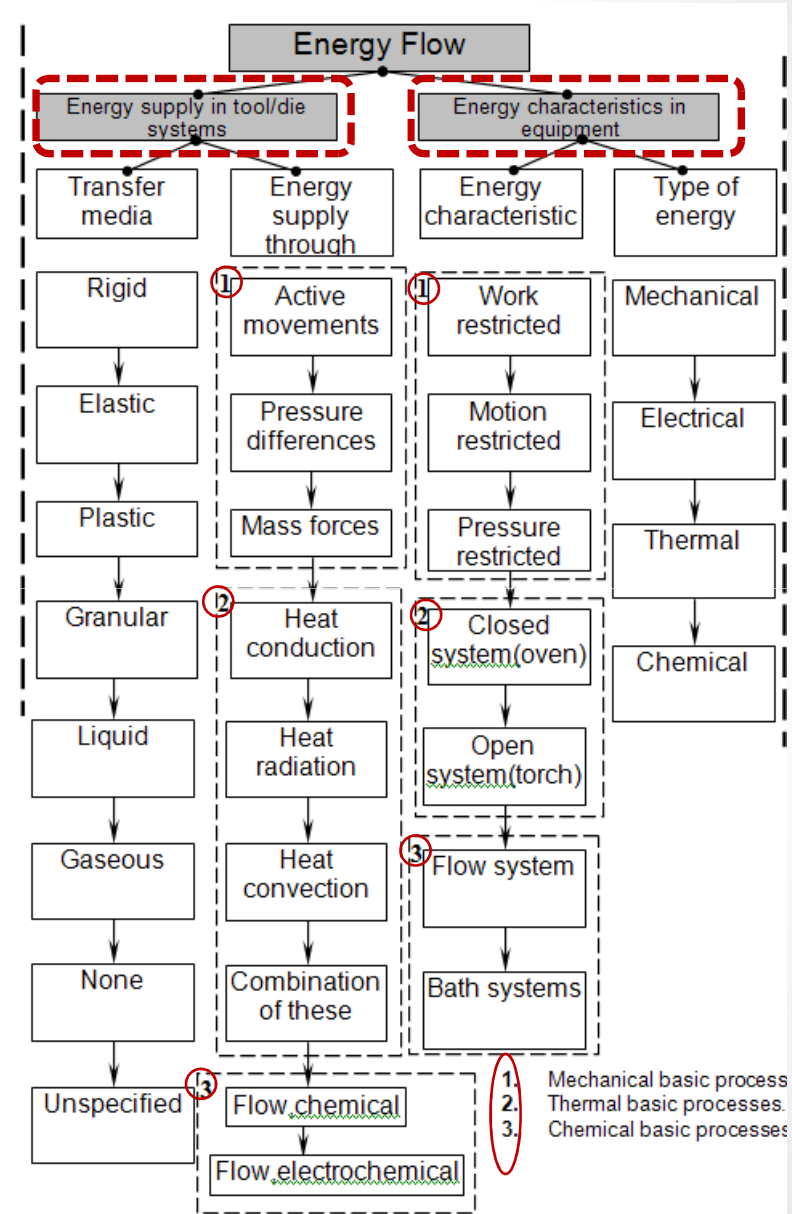 Energy Flow
Energy supply in tool/die
systems
Energy characteristics in
equipment
Transfer
media
Energy
supply
through
Energy
characteristic
Type of
energy
Rigid
Elastic
Plastic
Granular
Liquid
Gaseous
None
Unspecified
1
Active
movements
Pressure
differences
Mass forces
2
Heat
conduction
Heat
radiation
Heat
convection
Combination
of these
3
Flow,chemical
Flow,electrochemical
1
Work
restricted
Motion
restricted
Pressure
restricted
2
Closed
system(oven)
Open
system(torch)
3
Flow system
Bath systems
Mechanical
Electrical
Thermal
Chemical
1. Mechanical basic process
2. Thermal basic processes.
3. Chemical basic processes